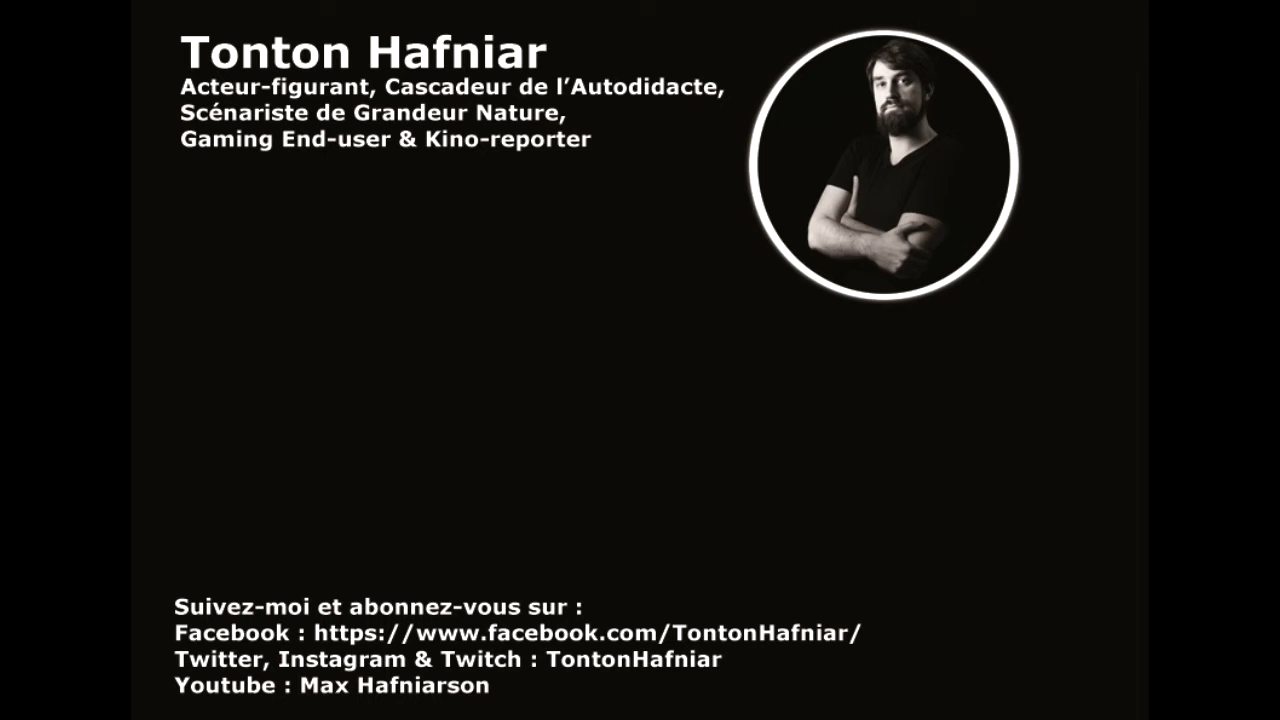 Tonton Hafniar
Acteur-figurant, Cascadeur de l’Autodidacte,
Scénariste de Grandeur Nature,
Gaming End-user & Kino-reporter
Suivez-moi et abonnez-vous sur :
Facebook : https://www.facebook.com/TontonHafniar/
Twitter, Instagram & Twitch : TontonHafniar
Youtube : Max Hafniarson